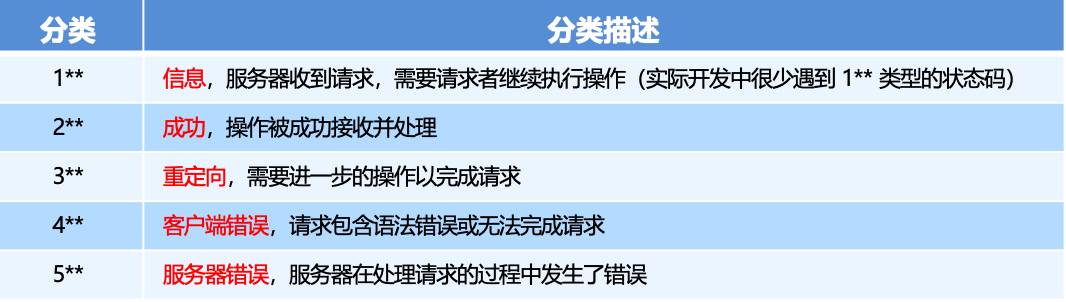 分类 分类描述
1** 信息，服务器收到请求，需要请求者继续执行操作（实际开发中很少遇到 1** 类型的状态码）
2** 成功，操作被成功接收并处理
3** 重定向，需要进一步的操作以完成请求
4** 客户端错误，请求包含语法错误或无法完成请求
5** 服务器错误，服务器在处理请求的过程中发生了错误